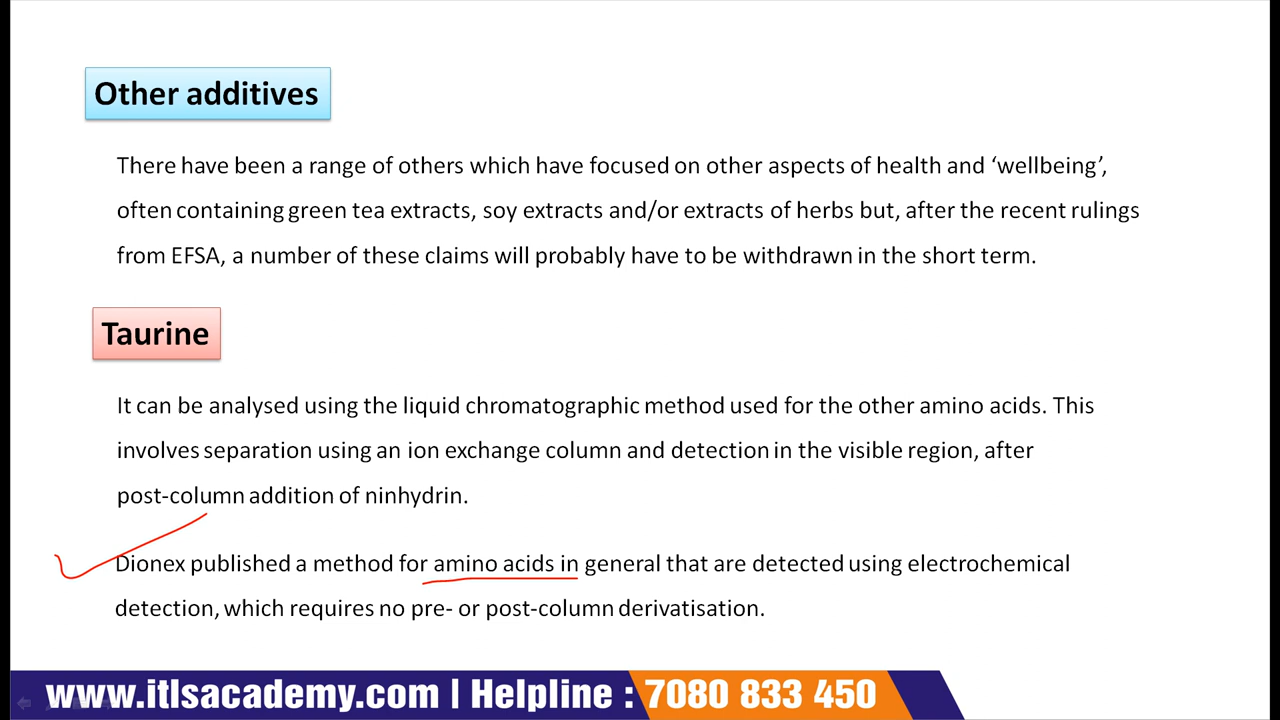 Other additives
There have been a range of others which have focused on other aspects of health and ‘wellbeing’,
often containing green tea extracts, soy extracts and/or extracts of herbs but, after the recent rulings
from EFSA, a number of these claims will probably have to be withdrawn in the short term.
Taurine
It can be analysed using the liquid chromatographic method used for the other amino acids. This
involves separation using an ion exchange column and detection in the visible region, after
post-column addition of ninhydrin.
Dionex published a method for amino acids in general that are detected using electrochemical
detection, which requires no pre- or post-column derivatisation.
www.itlsacademy.com | Helpline : 7080 833 450